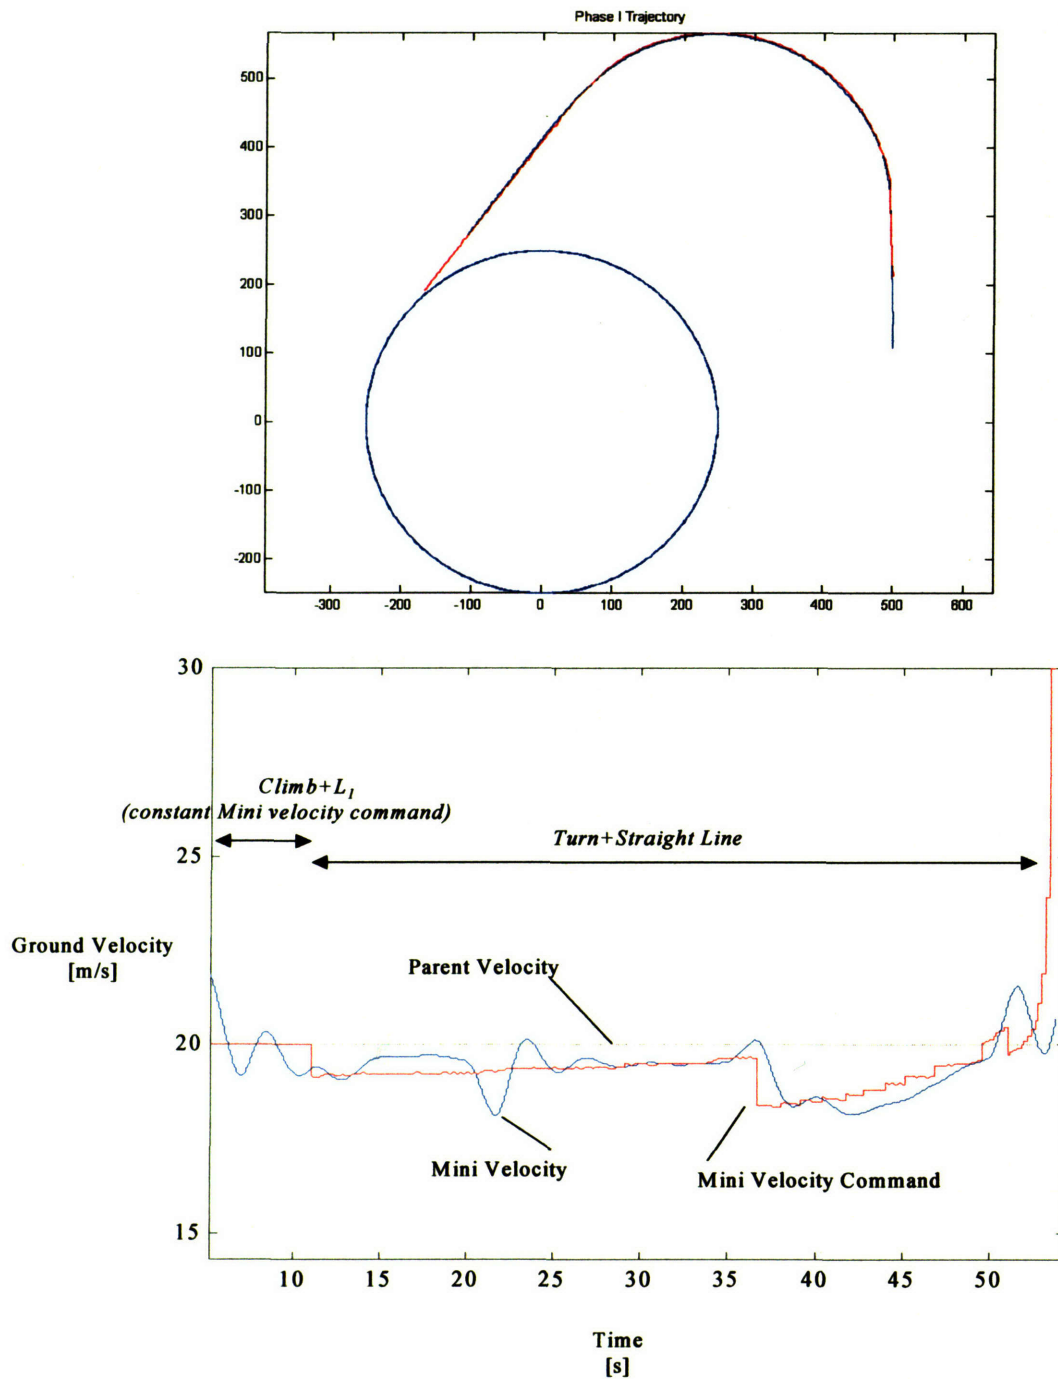 Phase I Trajectory
500
400
300
200
100
0
-100
-200
-300 -200 -100 0 100 200 300 400 500 600
30
25
20
15
Climb+L1
(constant Mini velocity command)
Turn+Straight Line
Ground Velocity
[m/s]
Parent Velocity
Mini Velocity
Mini Velocity Command
10 15 20 25 30 35 40 45 50
Time
[s]